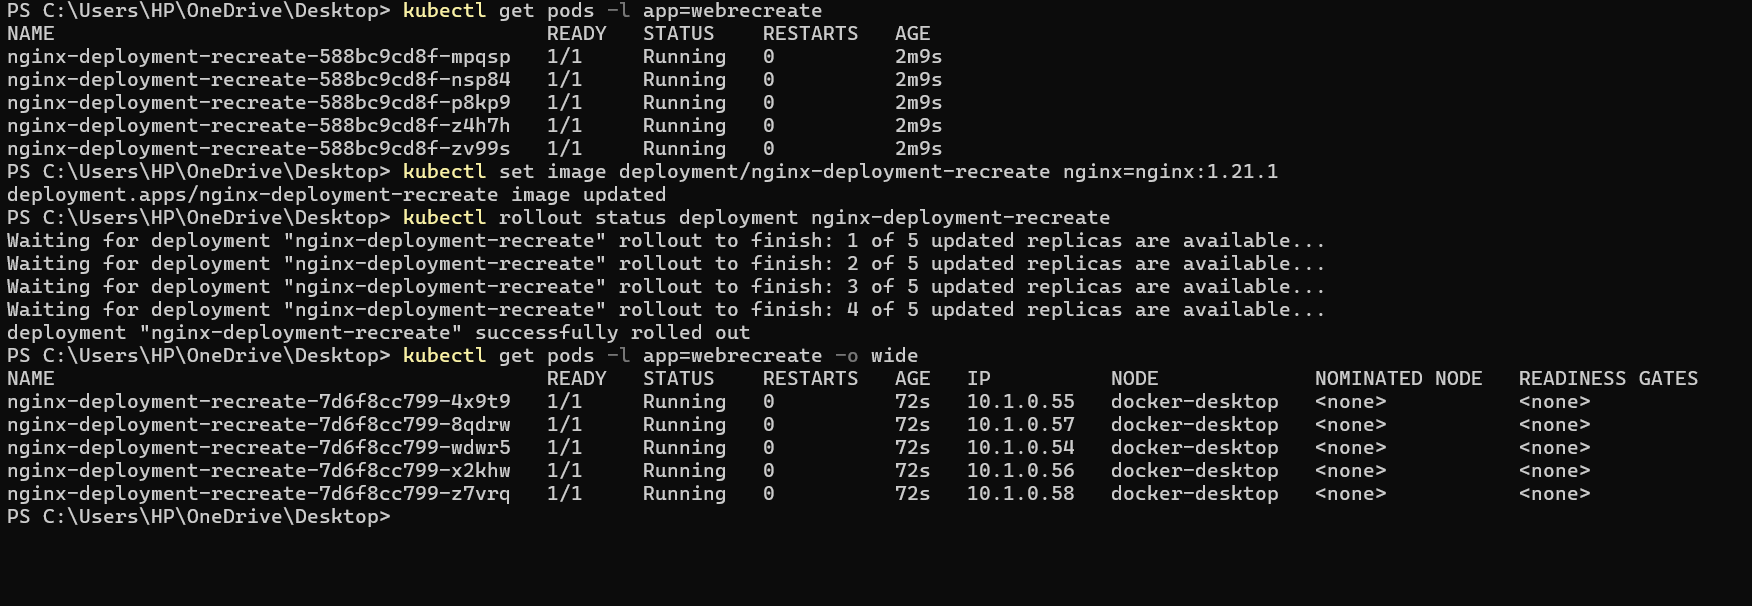 PS C:\Users\HP\OneDrive\Desktop> kubectl get pods -l app=webrecreate
NAME                                         READY   STATUS    RESTARTS   AGE
nginx-deployment-recreate-588bc9cd8f-mpqsp   1/1     Running   0          2m9s
nginx-deployment-recreate-588bc9cd8f-nsp84   1/1     Running   0          2m9s
nginx-deployment-recreate-588bc9cd8f-p8kp9   1/1     Running   0          2m9s
nginx-deployment-recreate-588bc9cd8f-z4h7h   1/1     Running   0          2m9s
nginx-deployment-recreate-588bc9cd8f-zv99s   1/1     Running   0          2m9s
PS C:\Users\HP\OneDrive\Desktop> kubectl set image deployment/nginx-deployment-recreate nginx=nginx:1.21.1
deployment.apps/nginx-deployment-recreate image updated
PS C:\Users\HP\OneDrive\Desktop> kubectl rollout status deployment nginx-deployment-recreate
Waiting for deployment "nginx-deployment-recreate" rollout to finish: 1 of 5 updated replicas are available...
Waiting for deployment "nginx-deployment-recreate" rollout to finish: 2 of 5 updated replicas are available...
Waiting for deployment "nginx-deployment-recreate" rollout to finish: 3 of 5 updated replicas are available...
Waiting for deployment "nginx-deployment-recreate" rollout to finish: 4 of 5 updated replicas are available...
deployment "nginx-deployment-recreate" successfully rolled out
PS C:\Users\HP\OneDrive\Desktop> kubectl get pods -l app=webrecreate -o wide
NAME                                         READY   STATUS    RESTARTS   AGE   IP          NODE             NOMINATED NODE   READINESS GATES
nginx-deployment-recreate-7d6f8cc799-4x9t9   1/1     Running   0          72s   10.1.0.55   docker-desktop   <none>           <none>
nginx-deployment-recreate-7d6f8cc799-8qdrw   1/1     Running   0          72s   10.1.0.57   docker-desktop   <none>           <none>
nginx-deployment-recreate-7d6f8cc799-wdwr5   1/1     Running   0          72s   10.1.0.54   docker-desktop   <none>           <none>
nginx-deployment-recreate-7d6f8cc799-x2khw   1/1     Running   0          72s   10.1.0.56   docker-desktop   <none>           <none>
nginx-deployment-recreate-7d6f8cc799-z7vrq   1/1     Running   0          72s   10.1.0.58   docker-desktop   <none>           <none>
PS C:\Users\HP\OneDrive\Desktop>